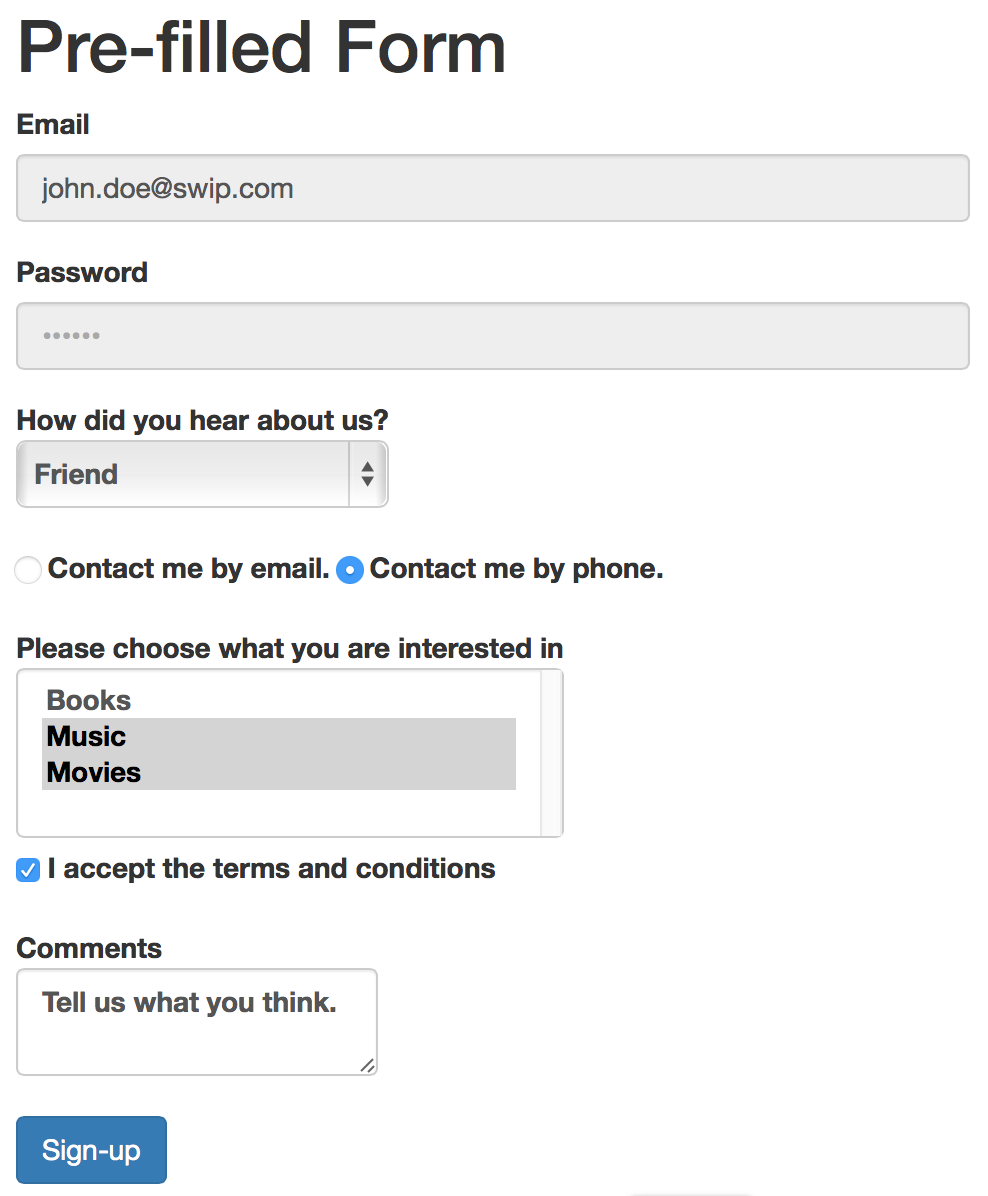 Pre-filled Form
Email
john.doe@swip.com
Password
••••••
How did you hear about us?
Friend
Contact me by email. Contact me by phone.
Please choose what you are interested in
Books
Music
Movies
I accept the terms and conditions
Comments
Tell us what you think.
Sign-up